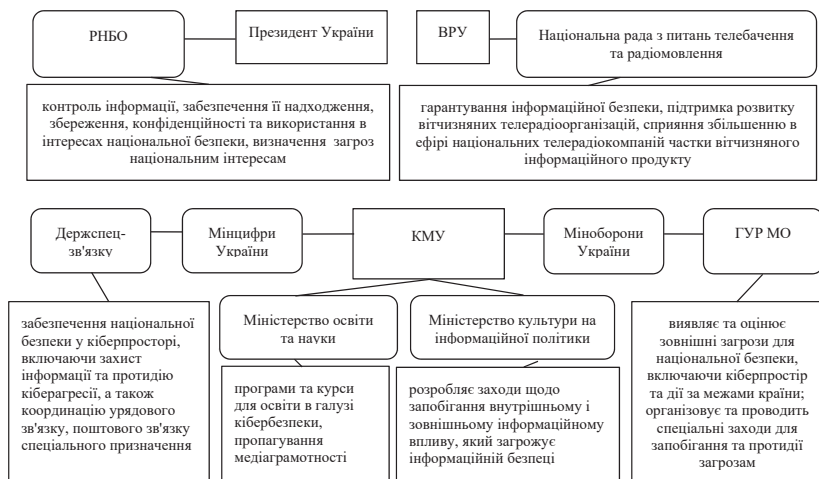 РНБО
Президент України
ВРУ
Національна рада з питань телебачення
та радіомовлення
контроль інформації, забезпечення її надходження,
збереження, конфіденційності та використання в
інтересах національної безпеки, визначення загроз
національним інтересам
гарантування інформаційної безпеки, підтримка розвитку
вітчизняних телерадіоорганізацій, сприяння збільшенню в
ефірі національних телерадіокомпаній частки вітчизняного
інформаційного продукту
Держспец-
зв'язку
Мінцифри
України
КМУ
Міноборони
України
ГУР МО
забезпечення національної
безпеки у кіберпросторі,
включаючи захист
інформації та протидію
кіберагресії, а також
координацію урядового
зв'язку, поштового зв'язку
спеціального призначення
Міністерство освіти
та науки
програми та курси
для освіти в галузі
кібербезпеки,
пропагування
медіаграмотності
Міністерство культури на
інформаційної політики
розробляє заходи щодо
запобігання внутрішньому і
зовнішньому інформаційному
впливу, який загрожує
інформаційній безпеці
виявляє та оцінює
зовнішні загрози для
національної безпеки,
включаючи кіберпростір
та дії за межами країни;
організовує та проводить
спеціальні заходи для
запобігання та протидії
загрозам